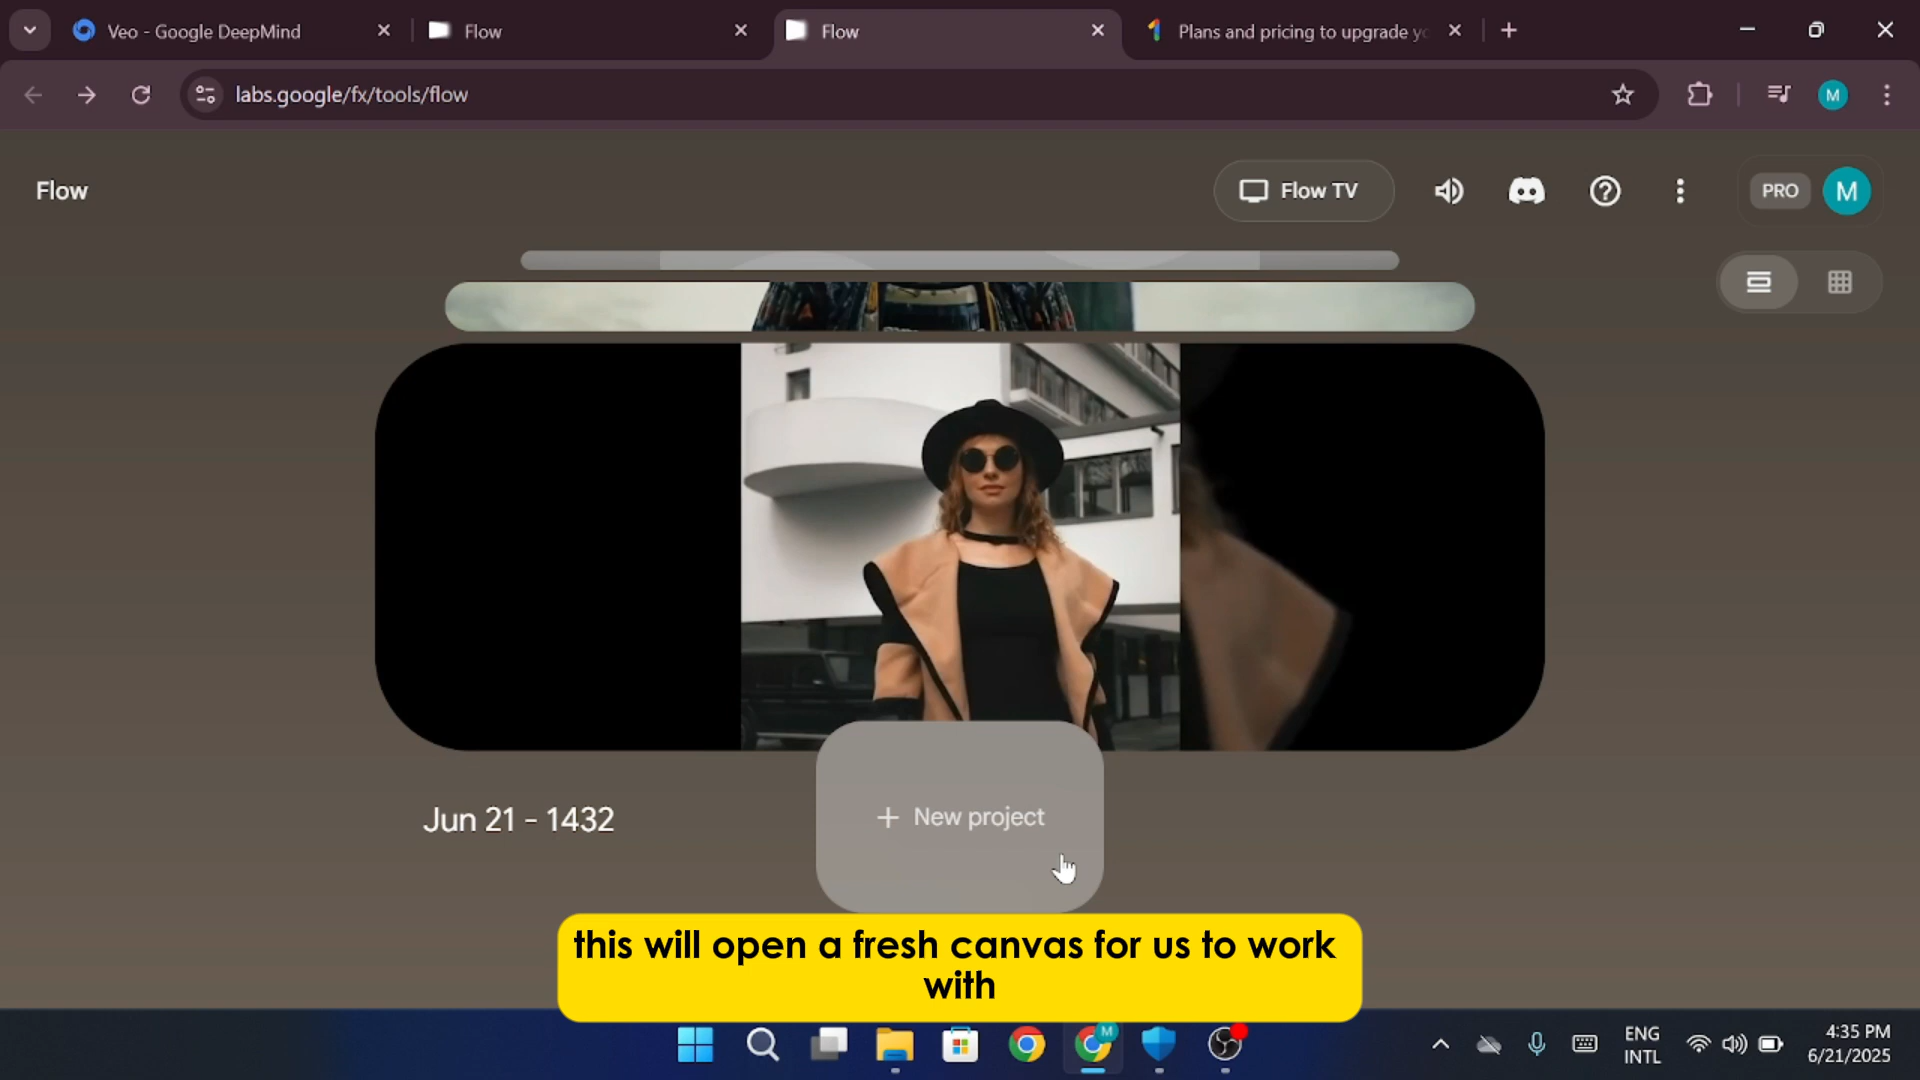 Veo - Google DeepMind
Flow
Flow
Plans and pricing to upgrade
labs.google/fx/tools/flow
M
Flow
Flow TV
PRO
M
Jun 21 - 1432
+ New project
this will open a fresh canvas for us to work
with
M
ENG
INTL
4:35 PM
6/21/2025